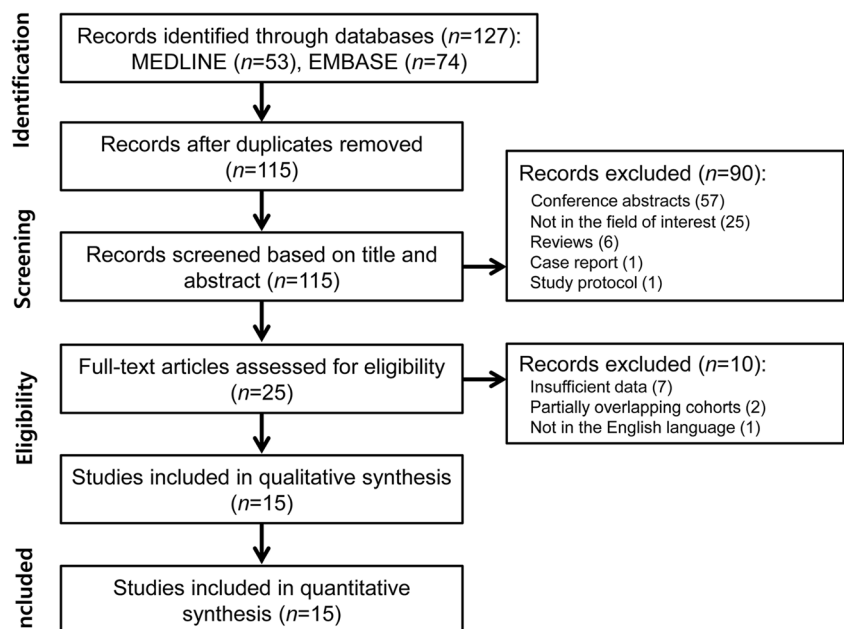 Identification
Records identified through databases (n=127):
MEDLINE (n=53), EMBASE (n=74)
Records after duplicates removed
(n=115)
Screening
Records screened based on title and
abstract (n=115)
Records excluded (n=90):
Conference abstracts (57)
Not in the field of interest (25)
Reviews (6)
Case report (1)
Study protocol (1)
Eligibility
Full-text articles assessed for eligibility
(n=25)
Records excluded (n=10):
Insufficient data (7)
Partially overlapping cohorts (2)
Not in the English language (1)
Studies included in qualitative synthesis
(n=15)
ncluded
Studies included in quantitative
synthesis (n=15)